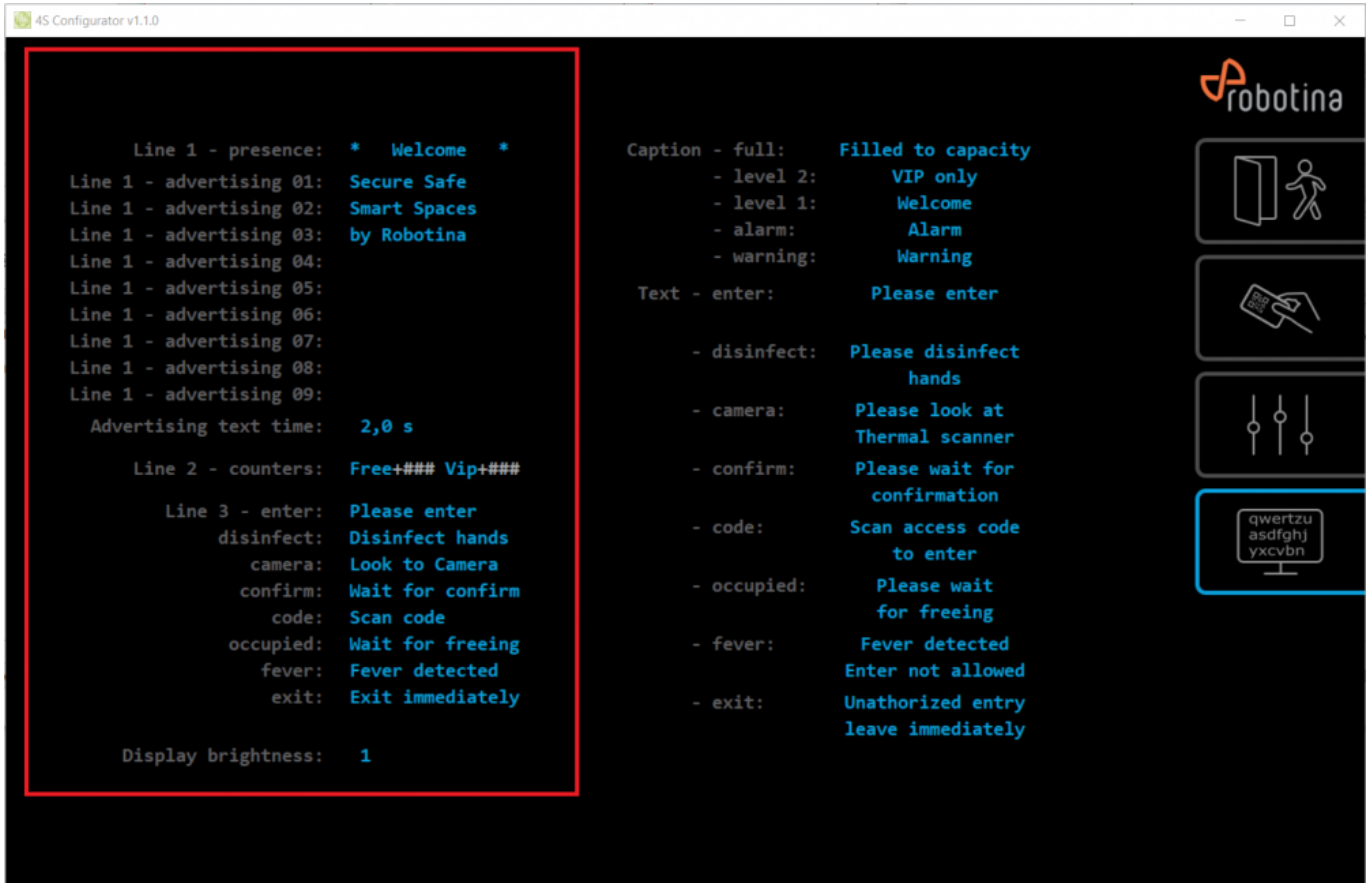 4S Configurator v1.1.0
robotina
Line 1 - presence: * Welcome *
Line 1 - advertising 01: Secure Safe
Line 1 - advertising 02: Smart Spaces
Line 1 - advertising 03: by Robotina
Line 1 - advertising 04:
Line 1 - advertising 05:
Line 1 - advertising 06:
Line 1 - advertising 07:
Line 1 - advertising 08:
Line 1 - advertising 09:
Advertising text time: 2,0 s
Line 2 - counters: Free+### Vip+###
Line 3 - enter: Please enter
disinfect: Disinfect hands
camera: Look to Camera
confirm: Wait for confirm
code: Scan code
occupied: Wait for freeing
fever: Fever detected
exit: Exit immediately
Display brightness: 1
Caption - full: Filled to capacity
- level 2: VIP only
- level 1: Welcome
- alarm: Alarm
- warning: Warning
Text - enter: Please enter
- disinfect: Please disinfect
hands
- camera: Please look at
Thermal scanner
- confirm: Please wait for
confirmation
- code: Scan access code
to enter
- occupied: Please wait
for freeing
- fever: Fever detected
Enter not allowed
- exit: Unathorized entry
leave immediately
qwertzu
asdfghj
yxcvbn